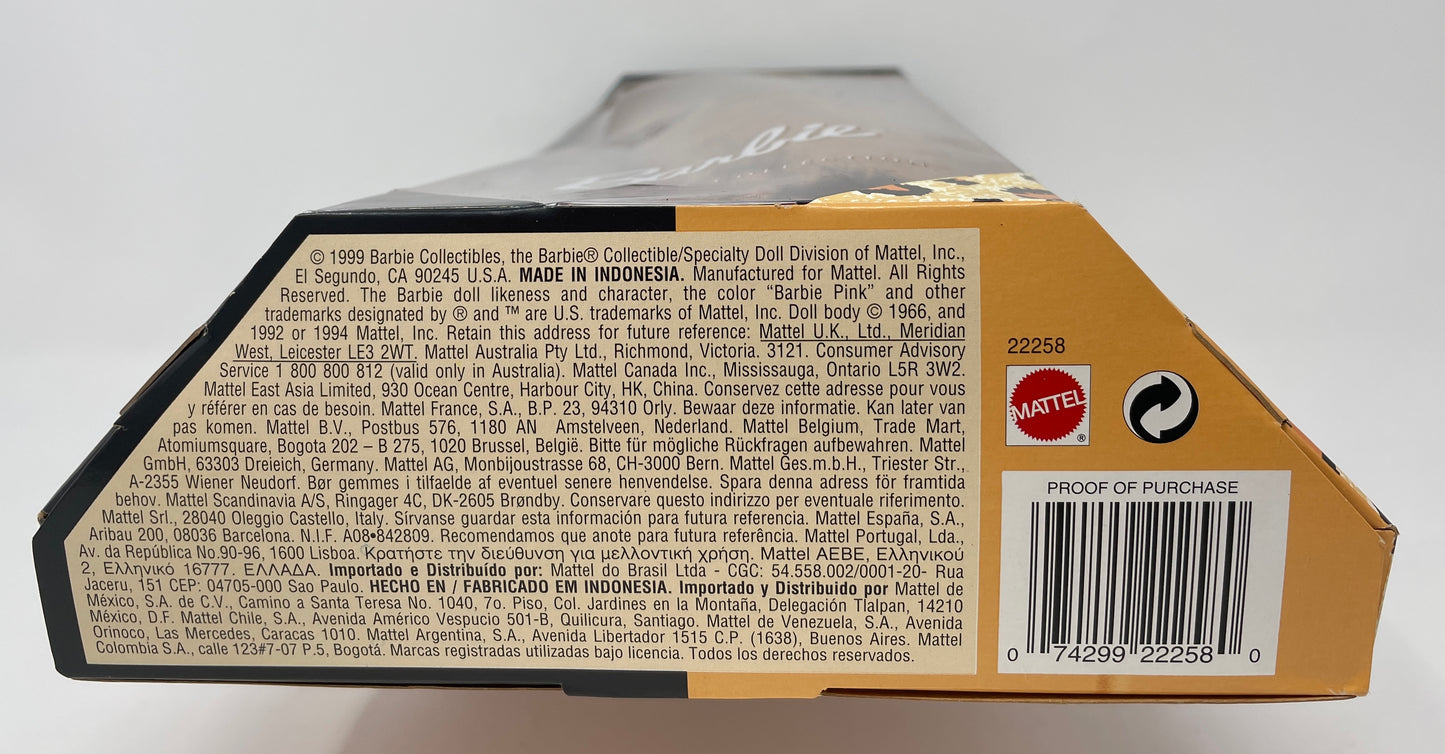 Barbie
COLLECTION
© 1999 Barbie Collectibles, the Barbie® Collectible/Specialty Doll Division of Mattel, Inc.,
El Segundo, CA 90245 U.S.A. MADE IN INDONESIA. Manufactured for Mattel. All Rights
Reserved. The Barbie doll likeness and character, the color “Barbie Pink” and other
trademarks designated by ® and ™ are U.S. trademarks of Mattel, Inc. Doll body © 1966, and
1992 or 1994 Mattel, Inc. Retain this address for future reference: Mattel U.K., Ltd., Meridian
West, Leicester LE3 2WT. Mattel Australia Pty Ltd., Richmond, Victoria. 3121. Consumer Advisory
Service 1 800 800 812 (valid only in Australia). Mattel Canada Inc., Mississauga, Ontario L5R 3W2.
Mattel East Asia Limited, 930 Ocean Centre, Harbour City, HK, China. Conservez cette adresse pour vous
y référer en cas de besoin. Mattel France, S.A., B.P. 23, 94310 Orly. Bewaar deze informatie. Kan later van
pas komen. Mattel B.V., Postbus 576, 1180 AN Amstelveen, Nederland. Mattel Belgium, Trade Mart,
Atomiumsquare, Bogota 202 – B 275, 1020 Brussel, België. Bitte für mögliche Rückfragen aufbewahren. Mattel
GmbH, 63303 Dreieich, Germany. Mattel AG, Monbijoustrasse 68, CH-3000 Bern. Mattel Ges.m.b.H., Triester Str.,
A-2355 Wiener Neudorf. Bør gemmes i tilfaelde af eventuel senere henvendelse. Spara denna adress för framtida
behov. Mattel Scandinavia A/S, Ringager 4C, DK-2605 Brøndby. Conservare questo indirizzo per eventuale riferimento.
Mattel Srl., 28040 Oleggio Castello, Italy. Sírvanse guardar esta información para futura referencia. Mattel España, S.A.,
Aribau 200, 08036 Barcelona. N.I.F. A08•842809. Recomendamos que anote para futura referência. Mattel Portugal, Lda.,
Av. da República No.90-96, 1600 Lisboa. Κρατήστε την διεύθυνση για μελλοντική χρήση. Mattel AEBE, Ελληνικού
2, Ελληνικό 16777. ΕΛΛΑΔΑ. Importado e Distribuído por: Mattel do Brasil Ltda - CGC: 54.558.002/0001-20- Rua
Jaceru, 151 CEP: 04705-000 Sao Paulo. HECHO EN / FABRICADO EM INDONESIA. Importado y Distribuido por Mattel de
México, S.A. de C.V., Camino a Santa Teresa No. 1040, 7o. Piso, Col. Jardines en la Montaña, Delegación Tlalpan, 14210
México, D.F. Mattel Chile, S.A., Avenida Américo Vespucio 501-B, Quilicura, Santiago. Mattel de Venezuela, S.A., Avenida
Orinoco, Las Mercedes, Caracas 1010. Mattel Argentina, S.A., Avenida Libertador 1515 C.P. (1638), Buenos Aires. Mattel
Colombia S.A., calle 123#7-07 P.5, Bogotá. Marcas registradas utilizadas bajo licencia. Todos los derechos reservados.
22258
MATTEL ®
PROOF OF PURCHASE
0 74299 22258 0